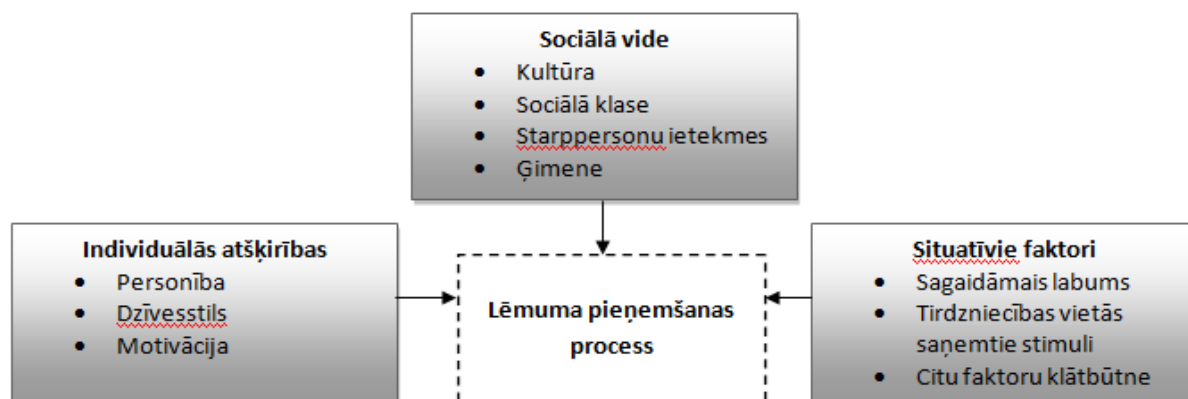 Sociālā vide
• Kultūra
• Sociālā klase
• Starppersonu ietekmes
• Ģimene
Individuālās atšķirības
• Personība
• Dzīvesstils
• Motivācija
Lēmuma pieņemšanas
process
Situatīvie faktori
• Sagaidāmais labums
• Tirdzniecības vietās
saņemtie stimuli
• Citu faktoru klātbūtne